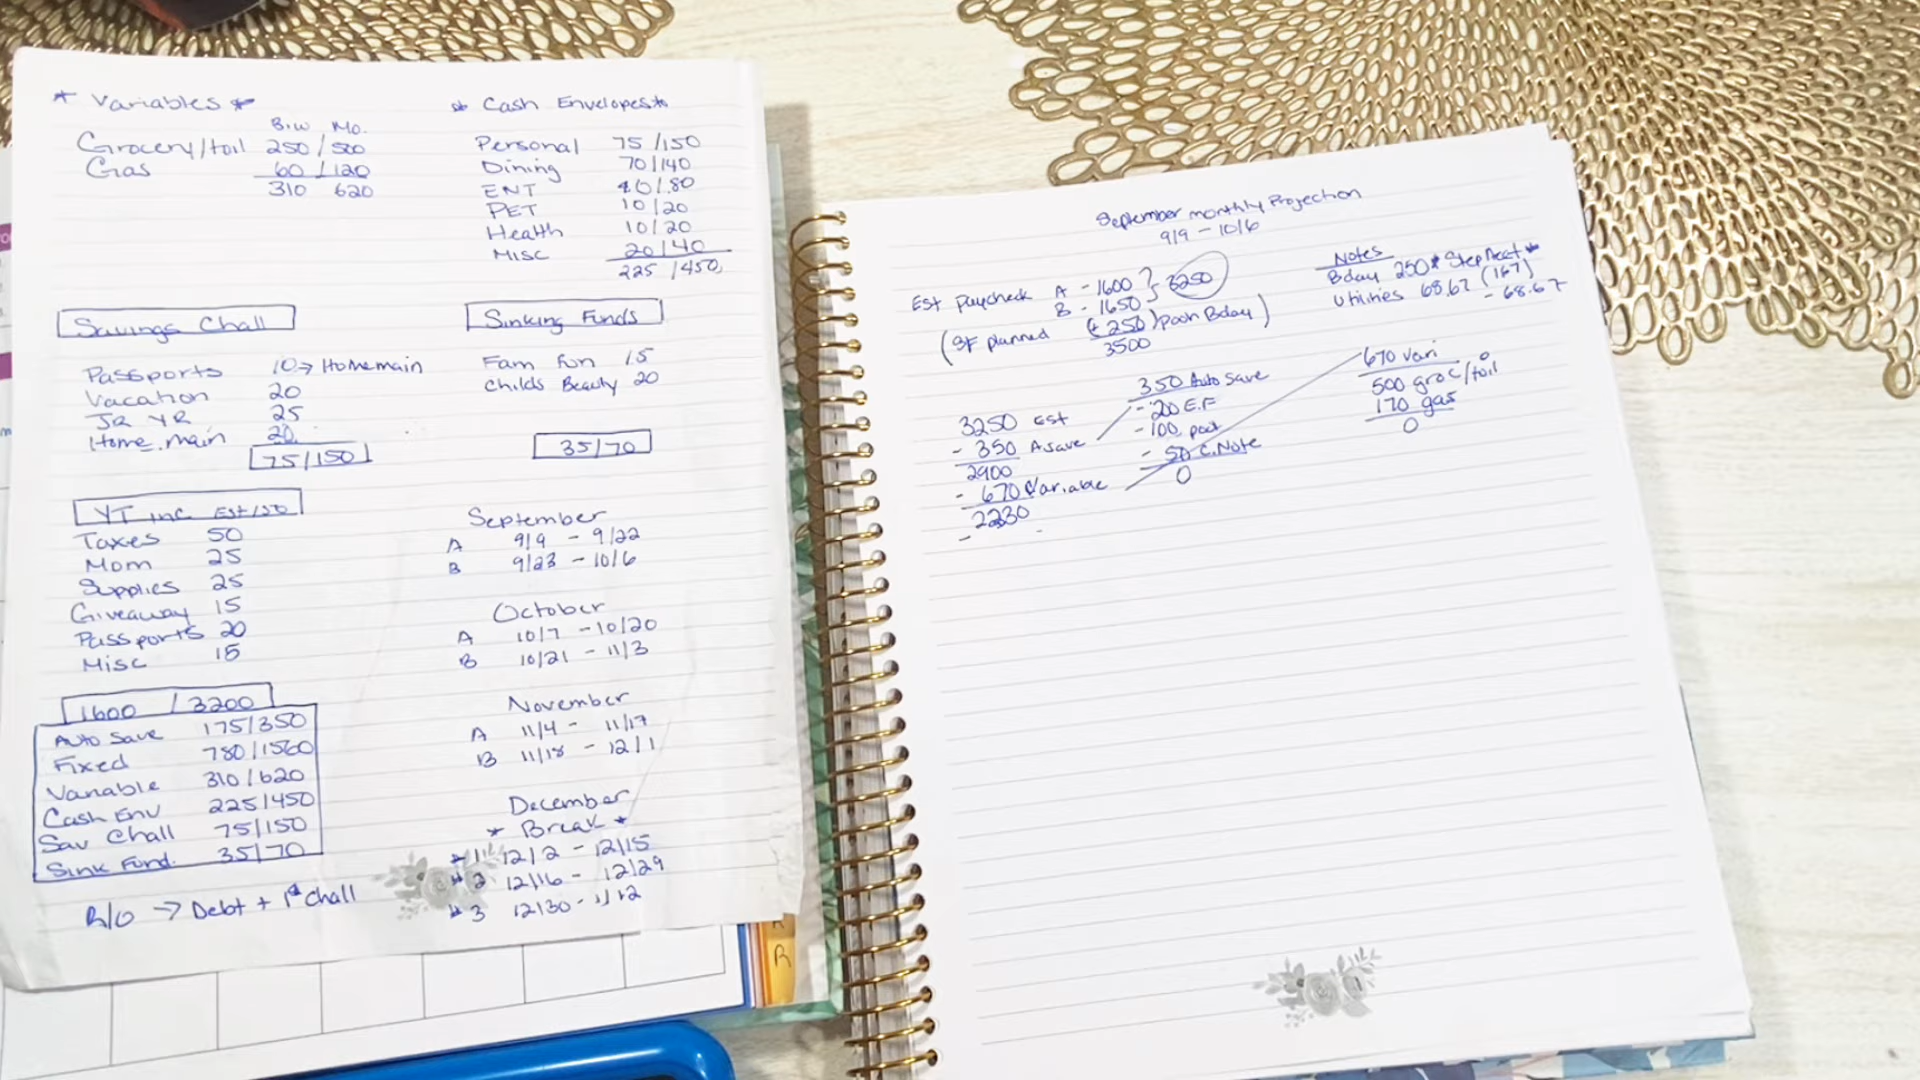 * Variables *
B.W Mo.
Grocery/toil 250 / 500
Gas 60 / 120
310 620
* Cash Envelopes *
Personal 75 /150
Dining 70/140
ENT 40/80
PET 10/20
Health 10/20
Misc 20/40
225 /450
Savings Chall
Passports 10 → Home main
Vacation 20
JR YR 25
Home.main 20
75/150
Sinking Funds
Fam fun 15
Childs Beauty 20
35/70
YT inc Est 150
Taxes 50
Mom 25
Supplies 25
Giveaway 15
Passports 20
Misc 15
September
A 9/9 - 9/22
B 9/23 - 10/6
October
A 10/7 - 10/20
B 10/21 - 11/3
November
A 11/4 - 11/17
B 11/18 - 12/1
December
* Break *
* 1 12/2 - 12/15
* 2 12/16 - 12/29
* 3 12/30 - 1/12
1600 / 3200
Auto Save 175/350
Fixed 780/1560
Variable 310/620
Cash Env 225/450
Sav Chall 75/150
Sink Fund. 35/70
R/O → Debt + 1st Chall
R
September monthly Projection
9/9 - 10/6
Est Paycheck A - 1600 } 3250
B - 1650
(SF planned (+ 250) Bday)
3500
Notes
Bday 250 *
Utilities 68.67 (167)
- 68.67
3250 Est
- 350 A save
2900
- 670 Variable
2230
-
350 Auto Save
- 200 E.F
- 100
- 50 C. Note
0
670 Vari
500 groc/toil
170 gas
0